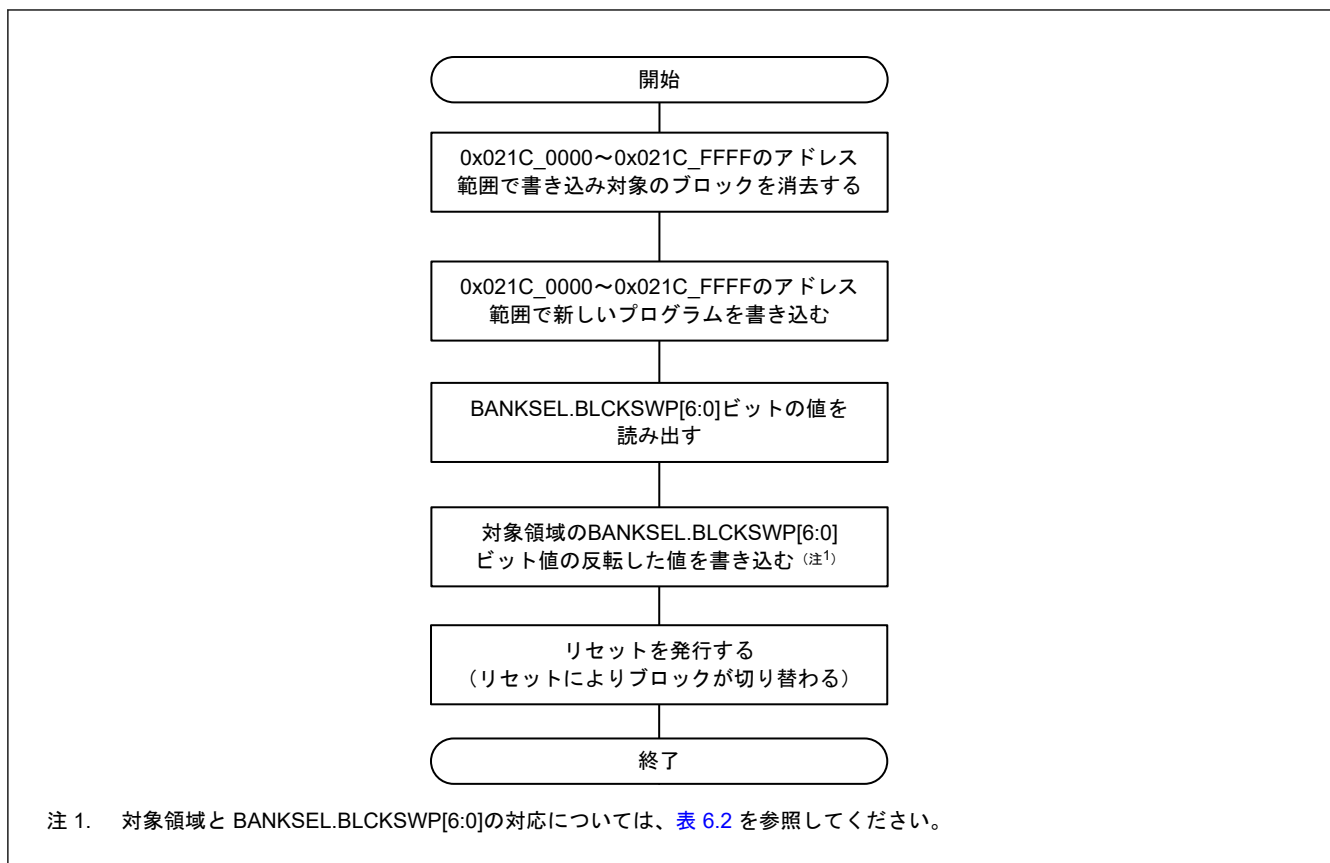 開始
0x021C_0000～0x021C_FFFFのアドレス
範囲で書き込み対象のブロックを消去する
0x021C_0000～0x021C_FFFFのアドレス
範囲で新しいプログラムを書き込む
BANKSEL.BLCKSWP[6:0]ビットの値を
読み出す
対象領域のBANKSEL.BLCKSWP[6:0]
ビット値の反転した値を書き込む（注1）
リセットを発行する
（リセットによりブロックが切り替わる）
終了
注 1. 対象領域と BANKSEL.BLCKSWP[6:0]の対応については、表 6.2 を参照してください。